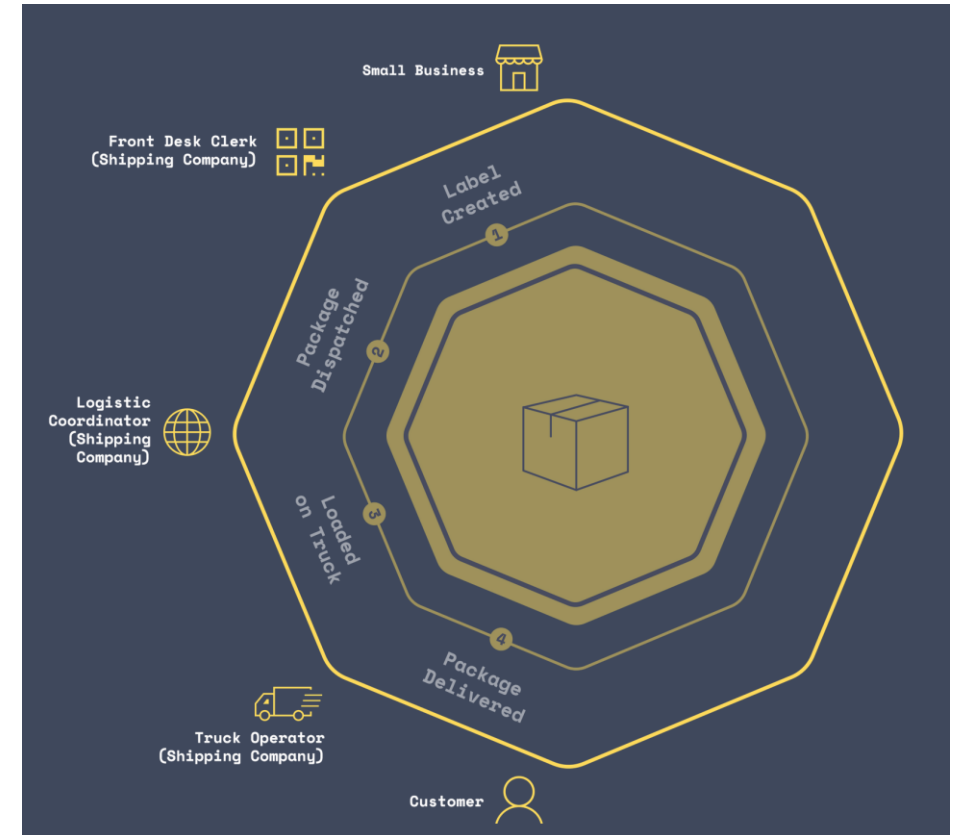 Small Business
Front Desk Clerk
(Shipping Company)
Label
Created
1
Package
Dispatched
2
Logistic
Coordinator
(Shipping
Company)
Loaded
on Truck
3
4
Package
Delivered
Truck Operator
(Shipping Company)
Customer